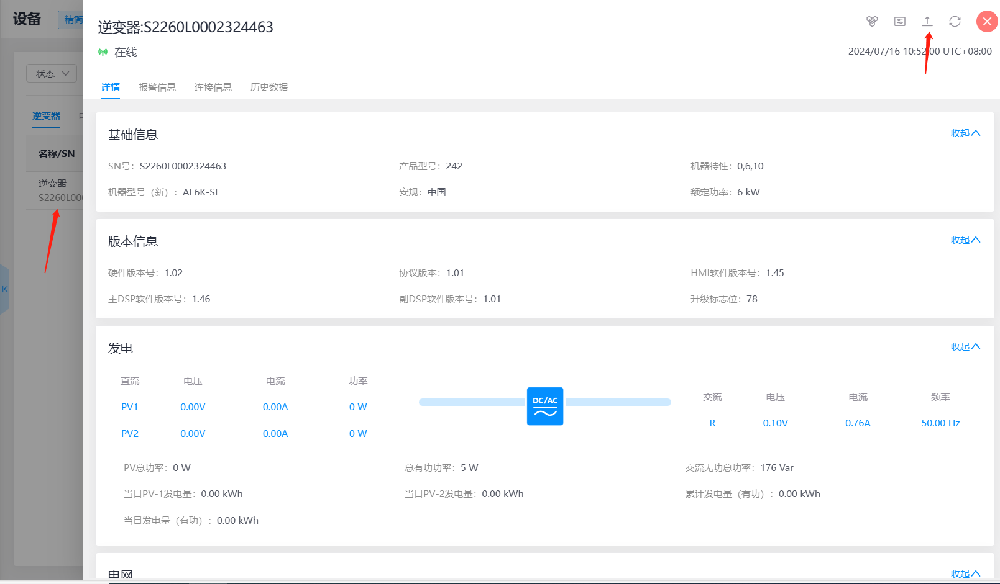 设备
精简
逆变器:S2260L0002324463
在线
2024/07/16 10:52:00 UTC+08:00
状态
详情
报警信息
连接信息
历史数据
逆变器
名称/SN
逆变器
S2260L000
基础信息
收起
SN号：S2260L0002324463
产品型号：242
机器特性：0,6,10
机器型号（新）：AF6K-SL
安规：中国
额定功率：6 kW
版本信息
收起
硬件版本号：1.02
协议版本：1.01
HMI软件版本号：1.45
主DSP软件版本号：1.46
副DSP软件版本号：1.01
升级标志位：78
发电
收起
直流 电压 电流 功率
PV1 0.00V 0.00A 0 W
PV2 0.00V 0.00A 0 W
DC/AC
交流 电压 电流 频率
R 0.10V 0.76A 50.00 Hz
PV总功率：0 W
总有功功率：5 W
交流无功总功率：176 Var
当日PV-1发电量：0.00 kWh
当日PV-2发电量：0.00 kWh
累计发电量（有功）：0.00 kWh
当日发电量（有功）：0.00 kWh
电网
收起